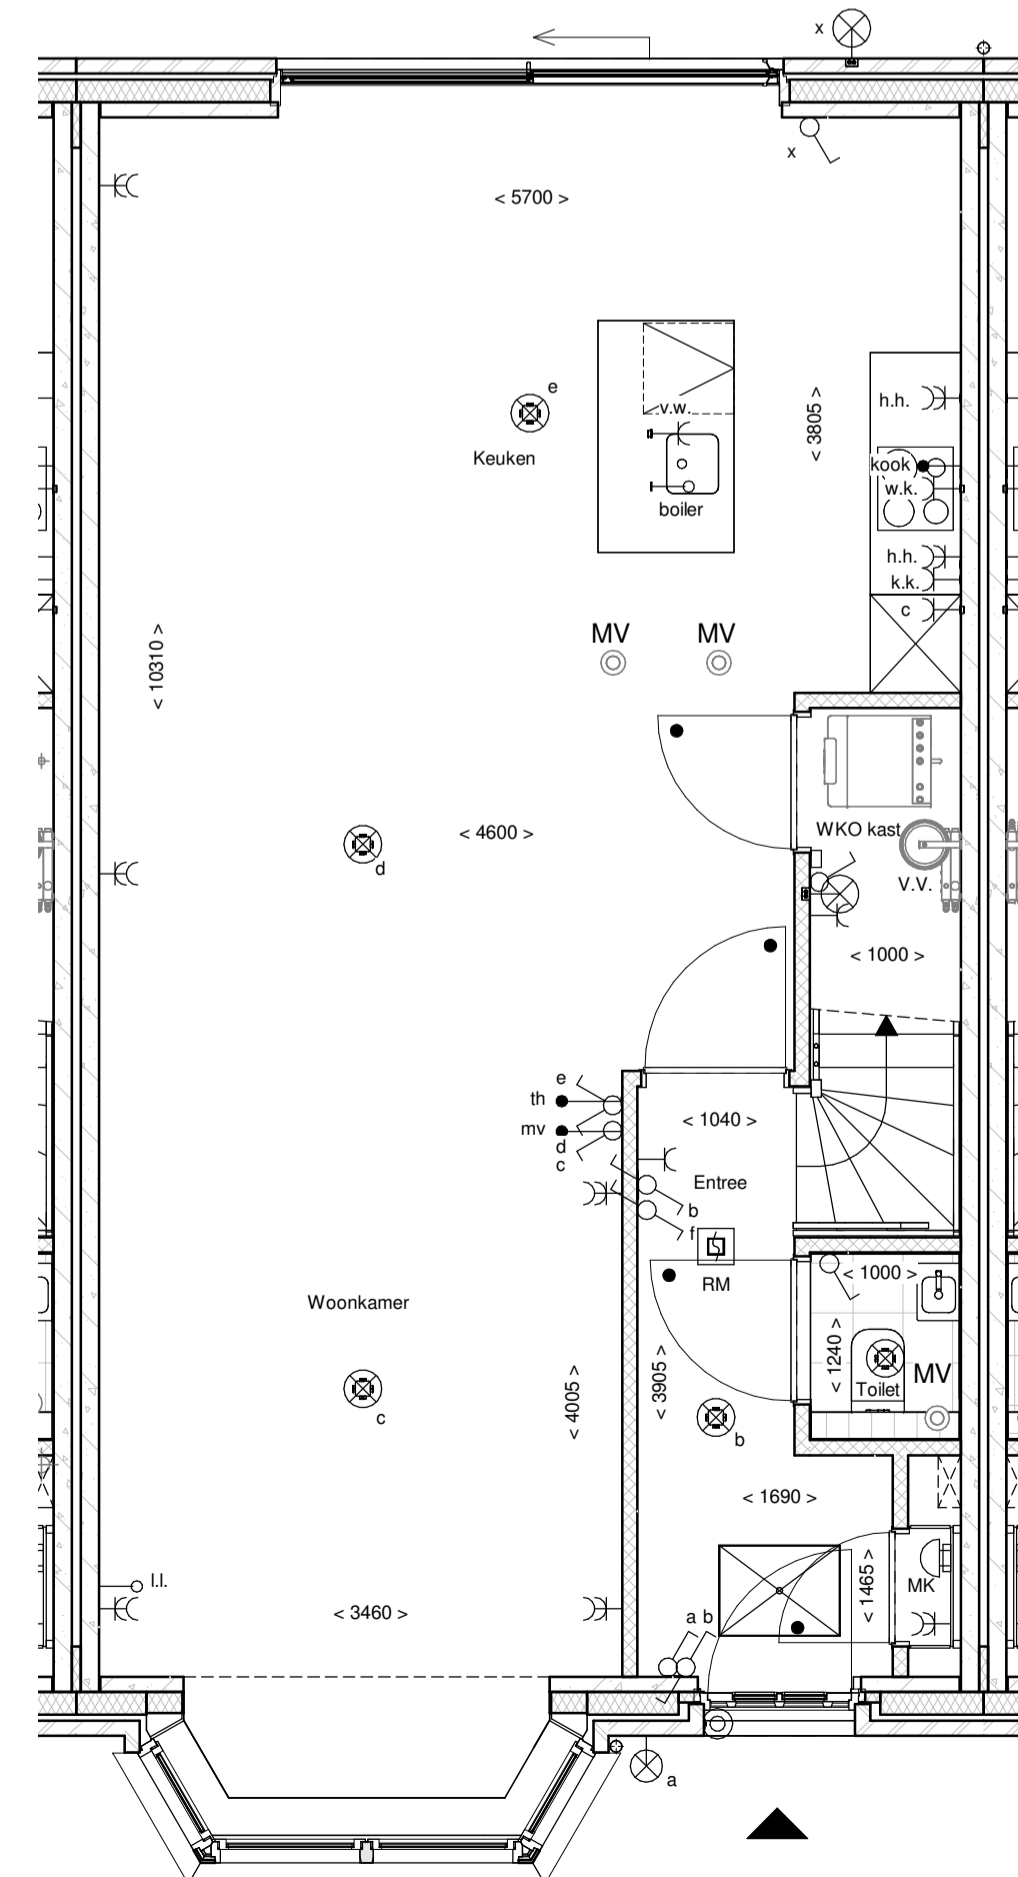 x
x
< 5700 >
e
< 3805 >
h.h.
v.w.
Keuken
kook
w.k.
boiler
h.h.
k.k.
c
MV
MV
< 10310 >
WKO kast
< 4600 >
d
V.V.
< 1000 >
e
th
mv
d
c
< 1040 >
Entree
b
f
RM
< 1000 >
Woonkamer
< 1240 >
< 3905 >
< 4005 >
MV
Toilet
c
b
< 1690 >
l.l.
< 1465 >
MK
< 3460 >
a b
a